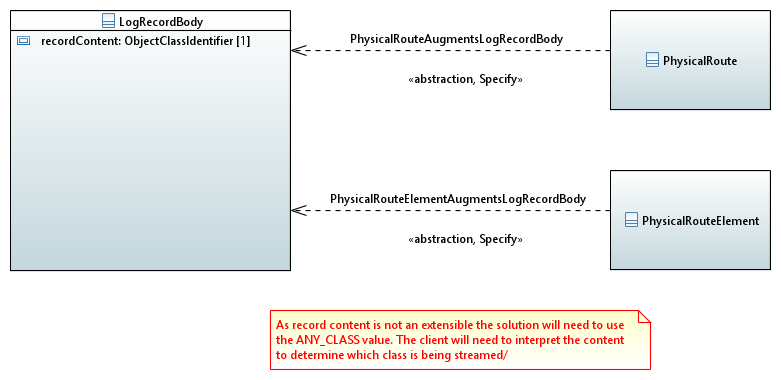 LogRecordBody
recordContent: ObjectClassIdentifier [1]
PhysicalRouteAugmentsLogRecordBody
«abstraction, Specify»
PhysicalRoute
PhysicalRouteElementAugmentsLogRecordBody
«abstraction, Specify»
PhysicalRouteElement
As record content is not an extensible the solution will need to use
the ANY_CLASS value. The client will need to interpret the content
to determine which class is being streamed/